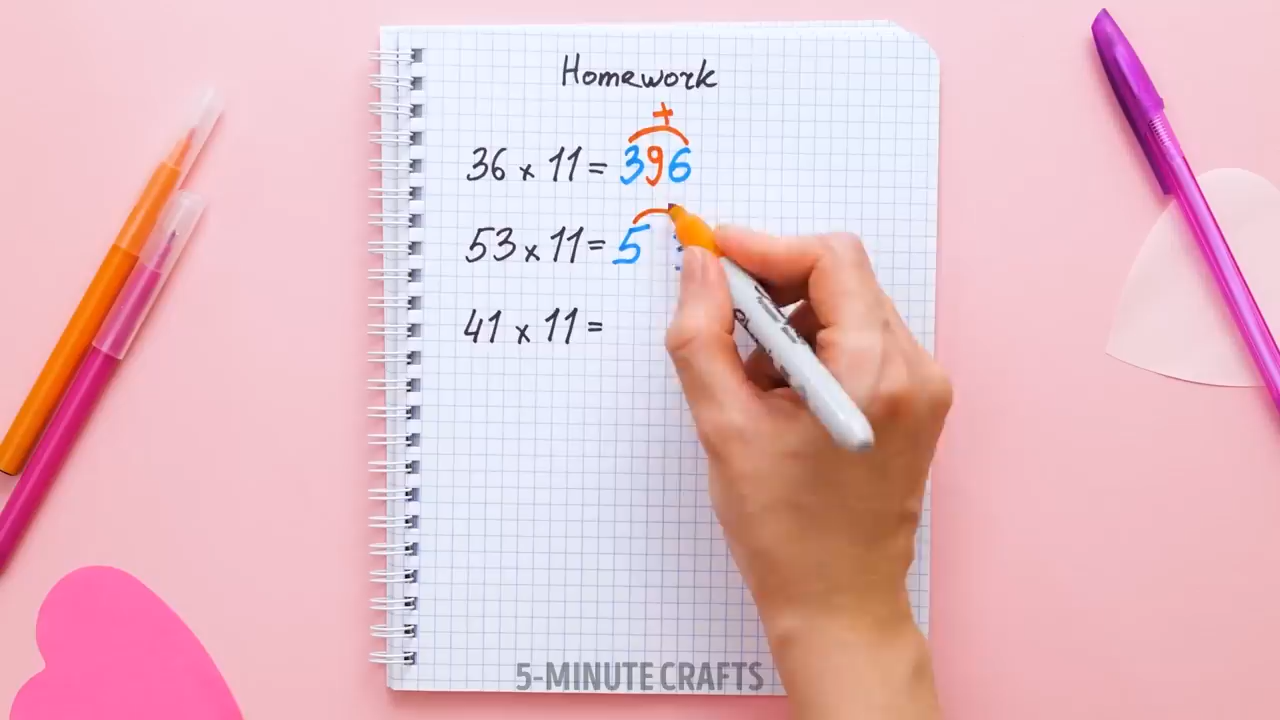 Homework
+
36 x 11 = 396
53 x 11 = 5
41 x 11 =
5-MINUTE CRAFTS